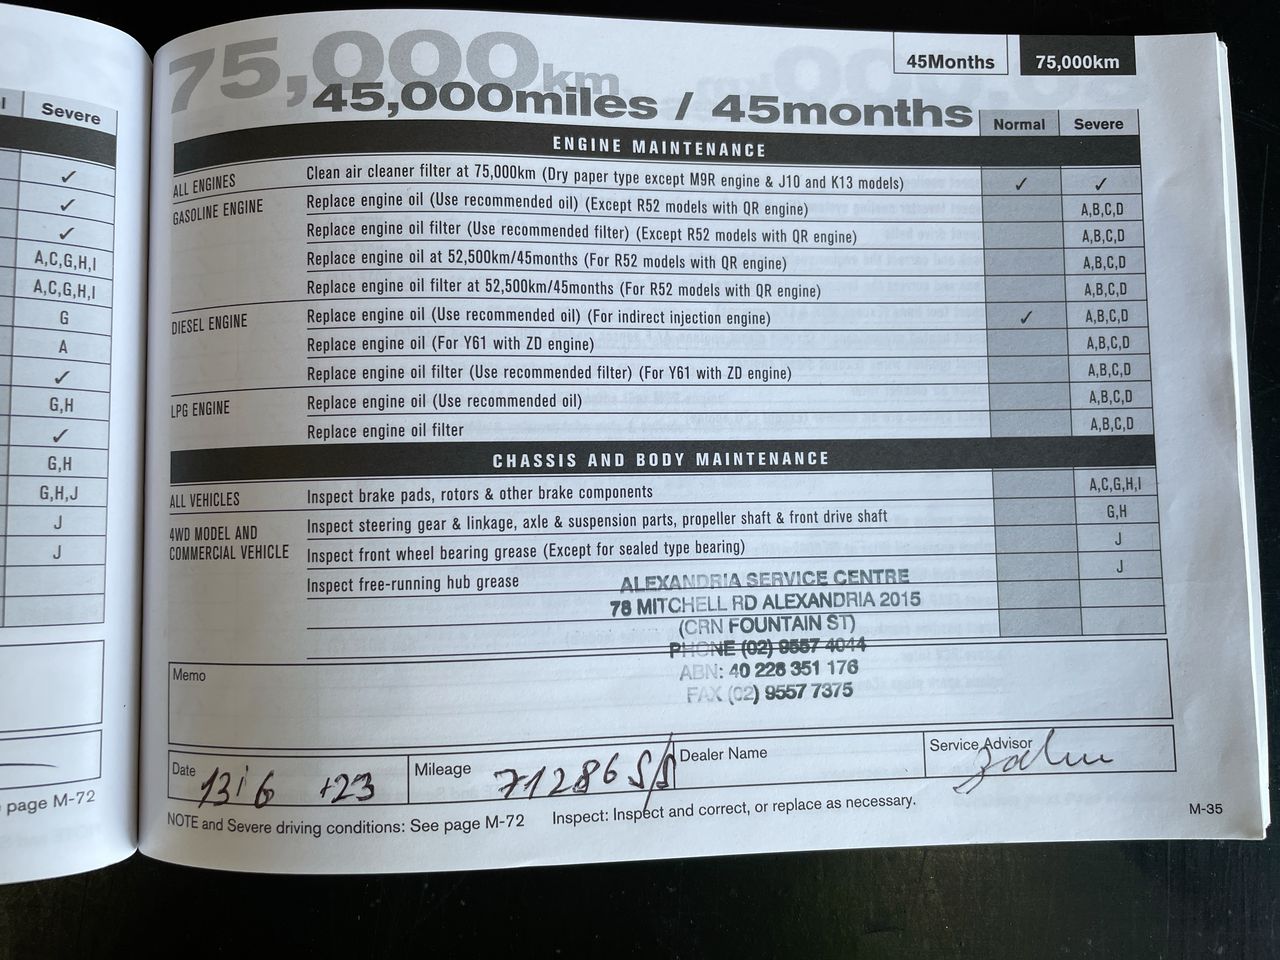 l Severe
✓
✓
✓
A,C,G,H,I
A,C,G,H,I
G
A
✓
G,H
✓
G,H
G,H,J
J
J
page M-72
75,000km
45,000miles / 45months
45Months 75,000km
Normal Severe
ENGINE MAINTENANCE
ALL ENGINES Clean air cleaner filter at 75,000km (Dry paper type except M9R engine & J10 and K13 models) ✓ ✓
GASOLINE ENGINE Replace engine oil (Use recommended oil) (Except R52 models with QR engine) A,B,C,D
Replace engine oil filter (Use recommended filter) (Except R52 models with QR engine) A,B,C,D
Replace engine oil at 52,500km/45months (For R52 models with QR engine) A,B,C,D
Replace engine oil filter at 52,500km/45months (For R52 models with QR engine) A,B,C,D
DIESEL ENGINE Replace engine oil (Use recommended oil) (For indirect injection engine) ✓ A,B,C,D
Replace engine oil (For Y61 with ZD engine) A,B,C,D
Replace engine oil filter (Use recommended filter) (For Y61 with ZD engine) A,B,C,D
LPG ENGINE Replace engine oil (Use recommended oil) A,B,C,D
Replace engine oil filter A,B,C,D
CHASSIS AND BODY MAINTENANCE
ALL VEHICLES Inspect brake pads, rotors & other brake components A,C,G,H,I
4WD MODEL AND COMMERCIAL VEHICLE Inspect steering gear & linkage, axle & suspension parts, propeller shaft & front drive shaft G,H
Inspect front wheel bearing grease (Except for sealed type bearing) J
Inspect free-running hub grease J
ALEXANDRIA SERVICE CENTRE
78 MITCHELL RD ALEXANDRIA 2015
(CRN FOUNTAIN ST)
PHONE (02) 9557 4044
ABN: 40 228 351 176
FAX (02) 9557 7375
Memo
Date 13 6 23 Mileage 71286 Dealer Name Service Advisor
NOTE and Severe driving conditions: See page M-72 Inspect: Inspect and correct, or replace as necessary.
M-35